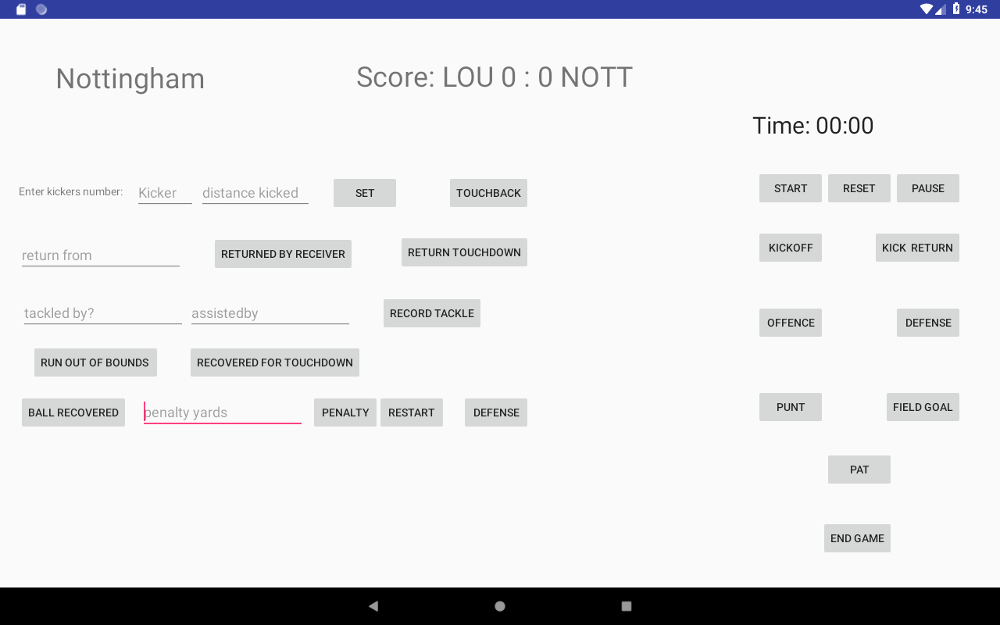 9:45
Nottingham
Score: LOU 0 : 0 NOTT
Time: 00:00
Enter kickers number: Kicker distance kicked SET TOUCHBACK
START RESET PAUSE
return from RETURNED BY RECEIVER RETURN TOUCHDOWN
KICKOFF KICK RETURN
tackled by? assistedby RECORD TACKLE
OFFENCE DEFENSE
RUN OUT OF BOUNDS RECOVERED FOR TOUCHDOWN
BALL RECOVERED penalty yards PENALTY RESTART DEFENSE
PUNT FIELD GOAL
PAT
END GAME